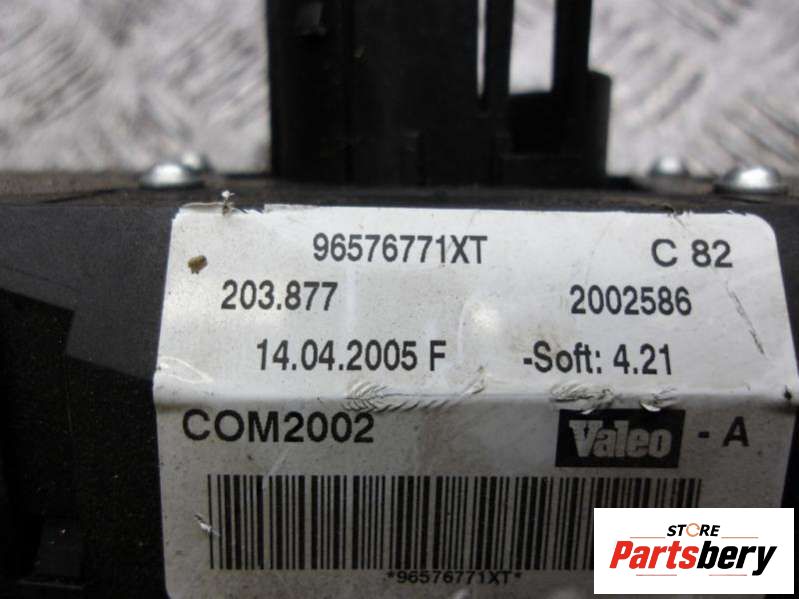 96576771XT C 82
203.877 2002586
14.04.2005 F -Soft: 4.21
COM2002 Valeo - A
*96576771XT*
STORE
Partsbery